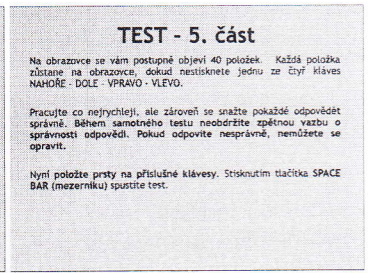 TEST - 5. část
Na obrazovce se vám postupně objeví 40 položek. Každá položka
zůstane na obrazovce, dokud nestisknete jednu ze čtyř kláves
NAHOŘE - DOLE - VPRAVO - VLEVO.
Pracujte co nejrychleji, ale zároveň se snažte pokaždé odpovědět
správně. Během samotného testu neobdržíte zpětnou vazbu o
správnosti odpovědi. Pokud odpovíte nesprávně, nemůžete se
opravit.
Nyní položte prsty na příslušné klávesy. Stisknutím tlačítka SPACE
BAR (mezerníku) spustíte test.